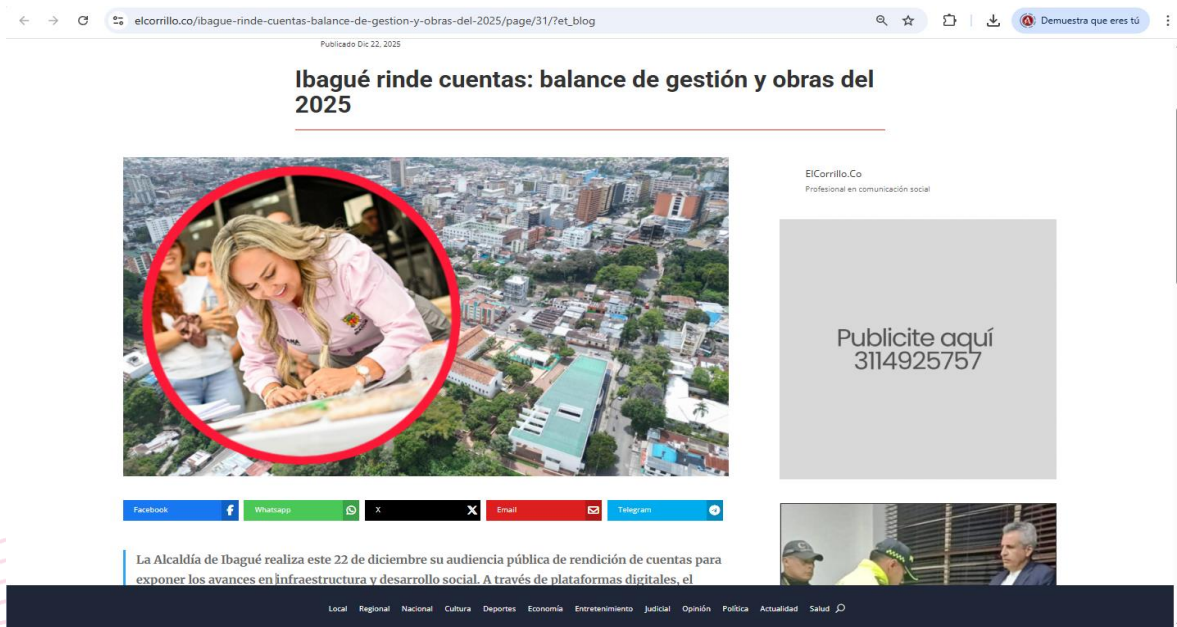 elcorrillo.co/ibague-rinde-cuentas-balance-de-gestion-y-obras-del-2025/page/31/?et_blog
Demuestra que eres tú
Publicado Dic 22, 2025
Ibagué rinde cuentas: balance de gestión y obras del
2025
ElCorrillo.Co
Profesional en comunicación social
Publicite aquí
3114925757
Facebook
Whatsapp
X
Email
Telegram
La Alcaldía de Ibagué realiza este 22 de diciembre su audiencia pública de rendición de cuentas para
exponer los avances en infraestructura y desarrollo social. A través de plataformas digitales, el
Local Regional Nacional Cultura Deportes Economía Entretenimiento Judicial Opinión Política Actualidad Salud